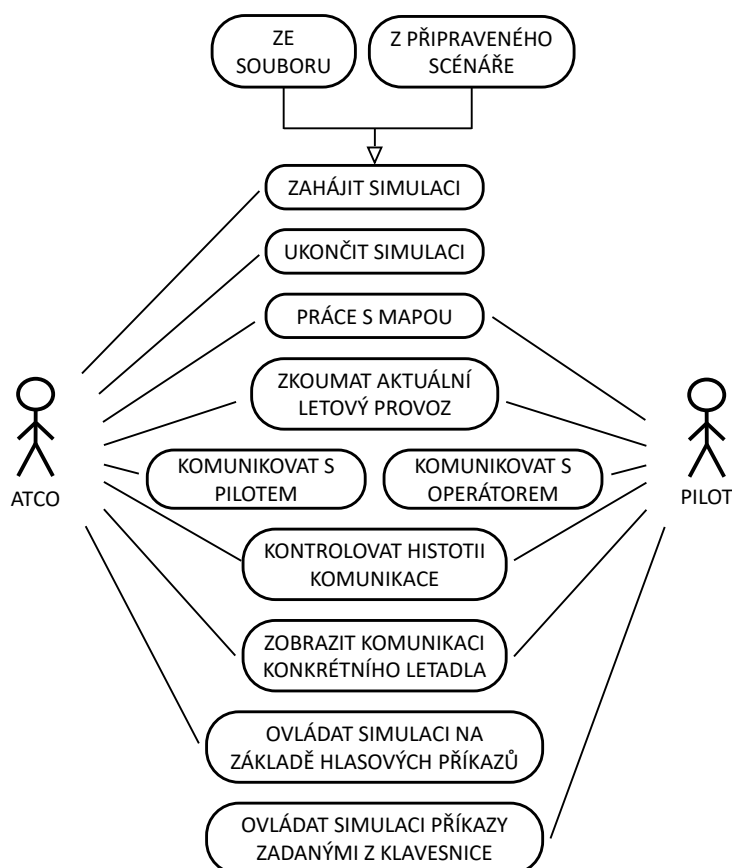 ZE
SOUBORU
Z PŘIPRAVENÉHO
SCÉNÁŘE
ZAHÁJIT SIMULACI
UKONČIT SIMULACI
PRÁCE S MAPOU
ZKOUMAT AKTUÁLNÍ
LETOVÝ PROVOZ
KOMUNIKOVAT S
PILOTEM
KOMUNIKOVAT S
OPERÁTOREM
ATCO
PILOT
KONTROLOVAT HISTOTII
KOMUNIKACE
ZOBRAZIT KOMUNIKACI
KONKRÉTNÍHO LETADLA
OVLÁDAT SIMULACI NA
ZÁKLADĚ HLASOVÝCH PŘÍKAZŮ
OVLÁDAT SIMULACI PŘÍKAZY
ZADANÝMI Z KLAVESNICE